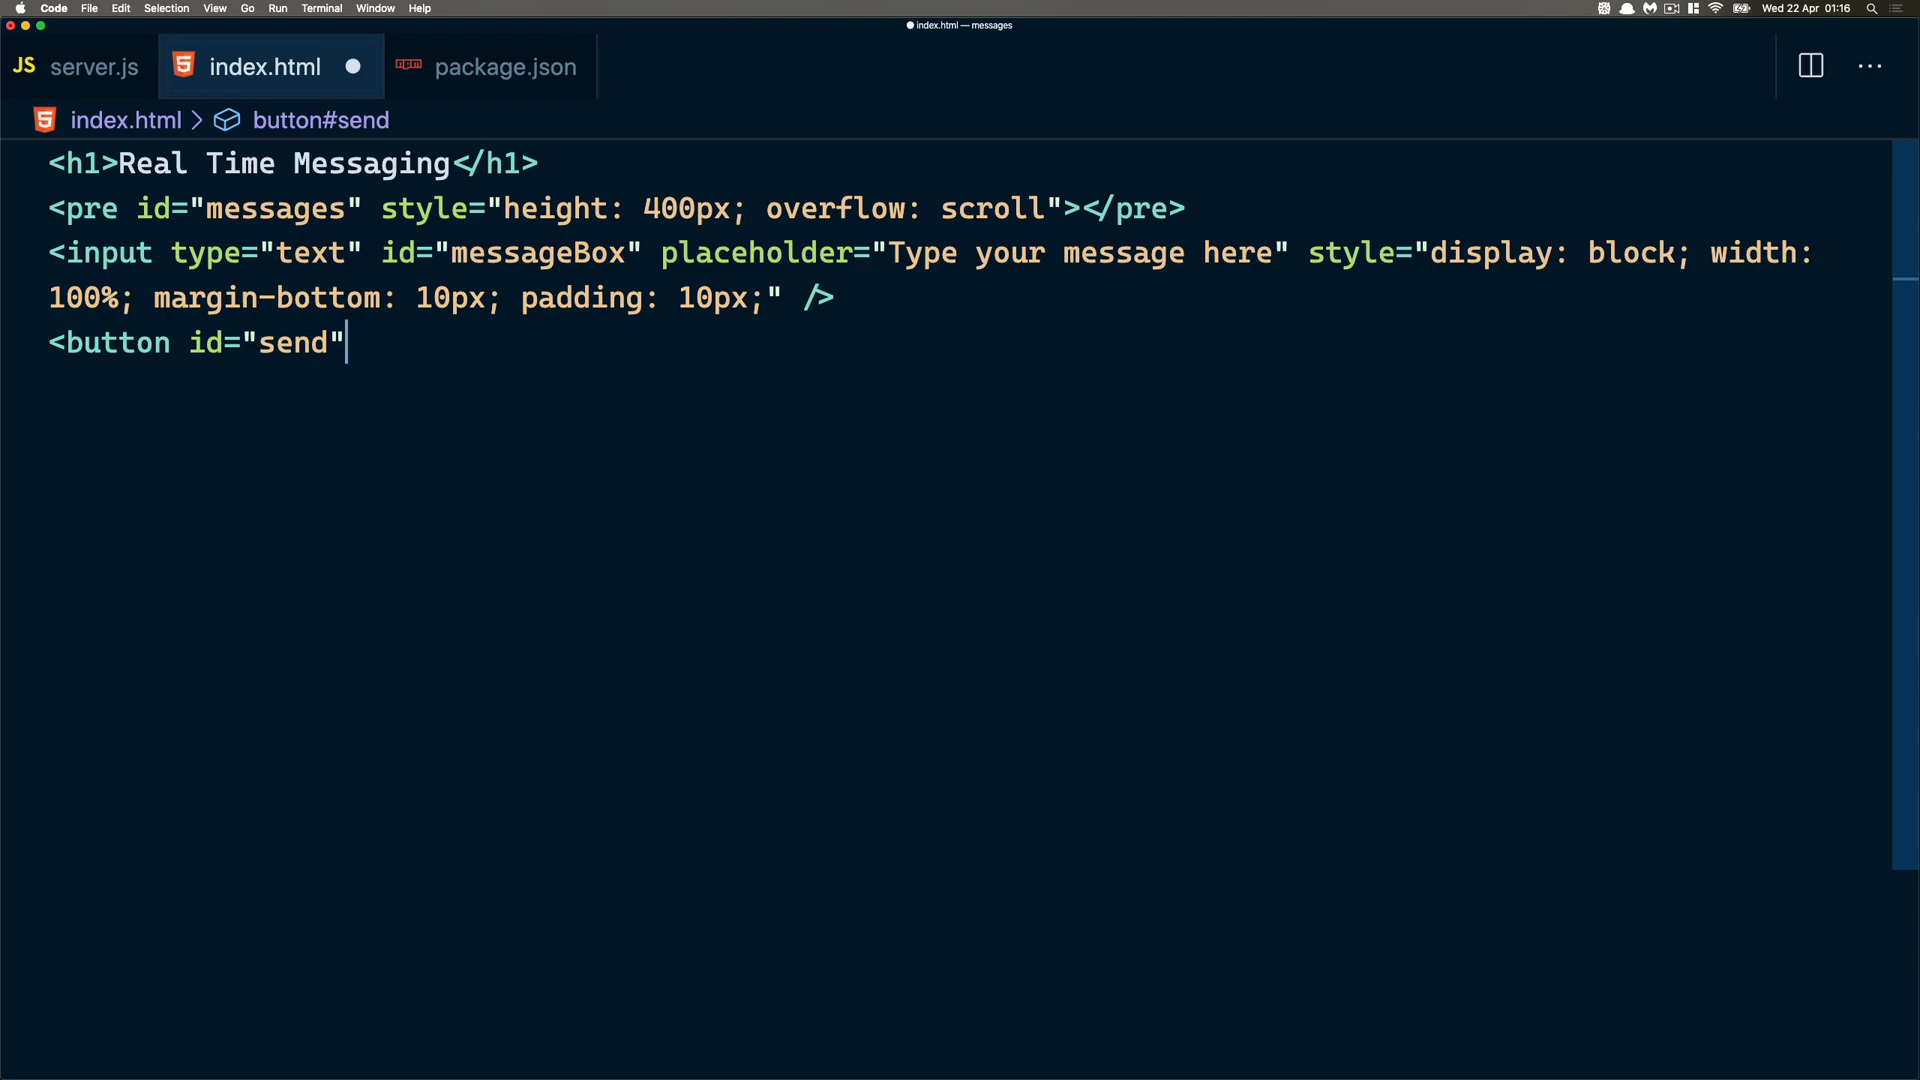 Code File Edit Selection View Go Run Terminal Window Help Wed 22 Apr 01:16
index.html — messages
JS server.js index.html npm package.json
index.html > button#send
<h1>Real Time Messaging</h1>
<pre id="messages" style="height: 400px; overflow: scroll"></pre>
<input type="text" id="messageBox" placeholder="Type your message here" style="display: block; width:
100%; margin-bottom: 10px; padding: 10px;" />
<button id="send"